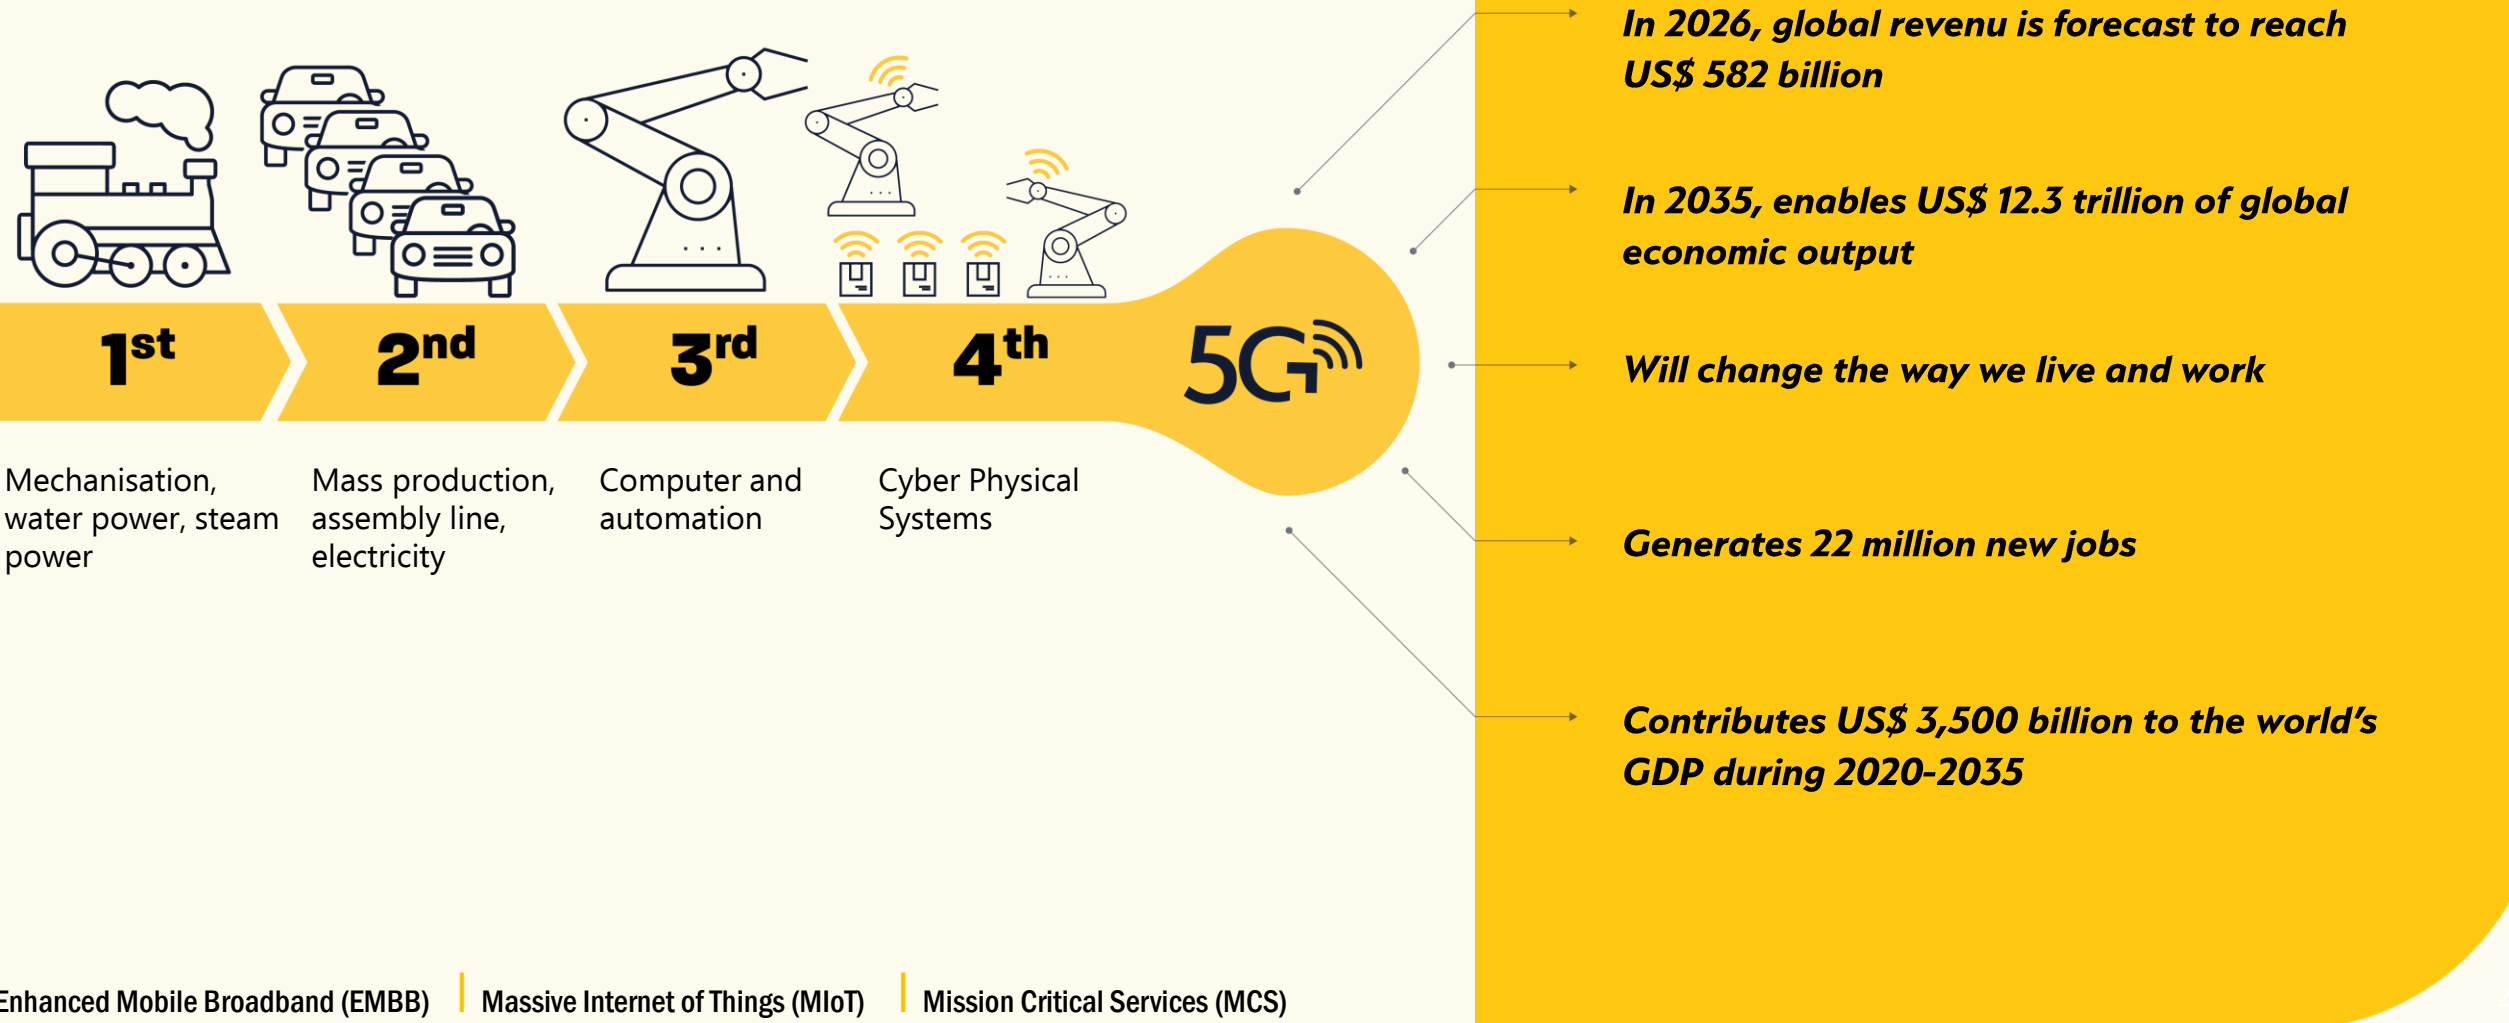 1st
2nd
3rd
4th
5G
Mechanisation,
water power, steam
power
Mass production,
assembly line,
electricity
Computer and
automation
Cyber Physical
Systems
In 2026, global revenu is forecast to reach
US$ 582 billion
In 2035, enables US$ 12.3 trillion of global
economic output
Will change the way we live and work
Generates 22 million new jobs
Contributes US$ 3,500 billion to the world's
GDP during 2020-2035
Enhanced Mobile Broadband (EMBB)
Massive Internet of Things (MIoT)
Mission Critical Services (MCS)